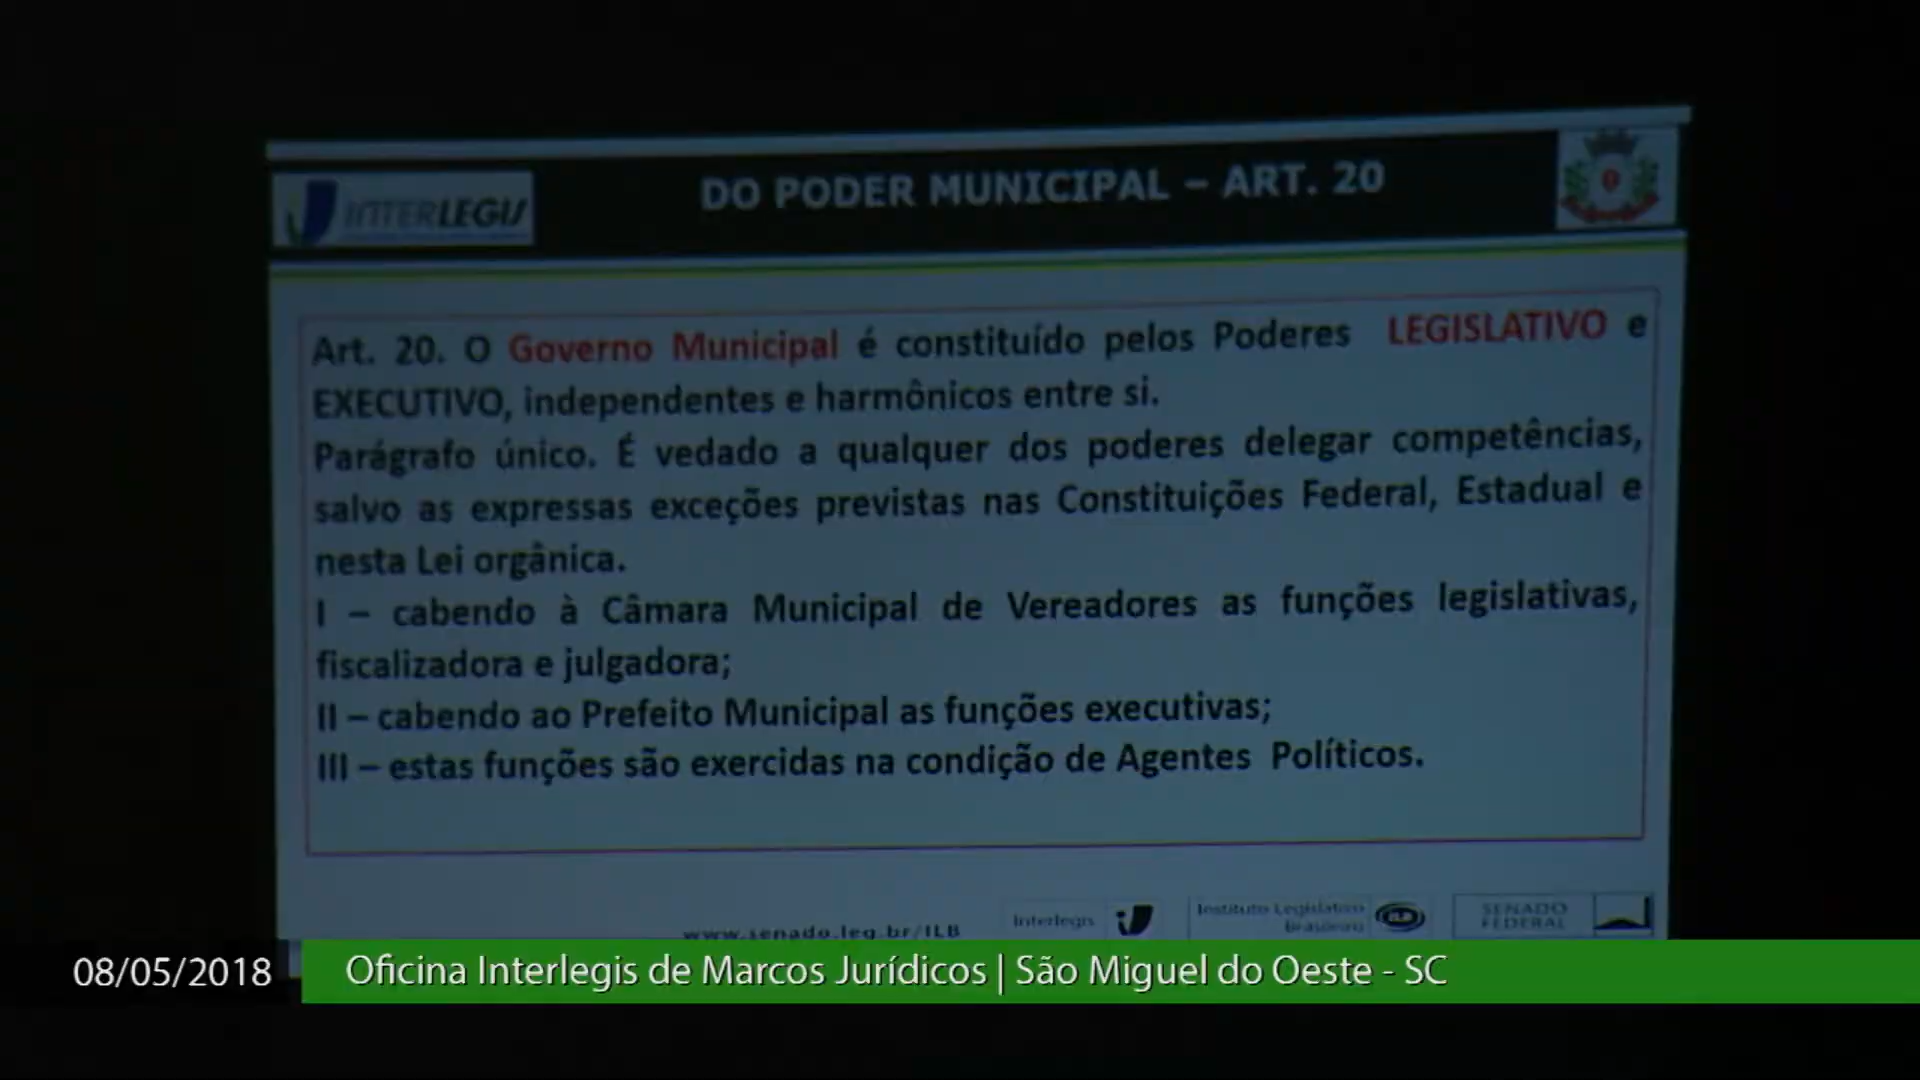 INTERLEGIS
DO PODER MUNICIPAL – ART. 20
Art. 20. O Governo Municipal é constituído pelos Poderes LEGISLATIVO e
EXECUTIVO, independentes e harmônicos entre si.
Parágrafo único. É vedado a qualquer dos poderes delegar competências,
salvo as expressas exceções previstas nas Constituições Federal, Estadual e
nesta Lei orgânica.
I – cabendo à Câmara Municipal de Vereadores as funções legislativas,
fiscalizadora e julgadora;
II – cabendo ao Prefeito Municipal as funções executivas;
III – estas funções são exercidas na condição de Agentes Políticos.
www.senado.leg.br/ILB
Interlegis
Instituto Legislativo
Brasileiro
SENADO
FEDERAL
08/05/2018
Oficina Interlegis de Marcos Jurídicos | São Miguel do Oeste - SC